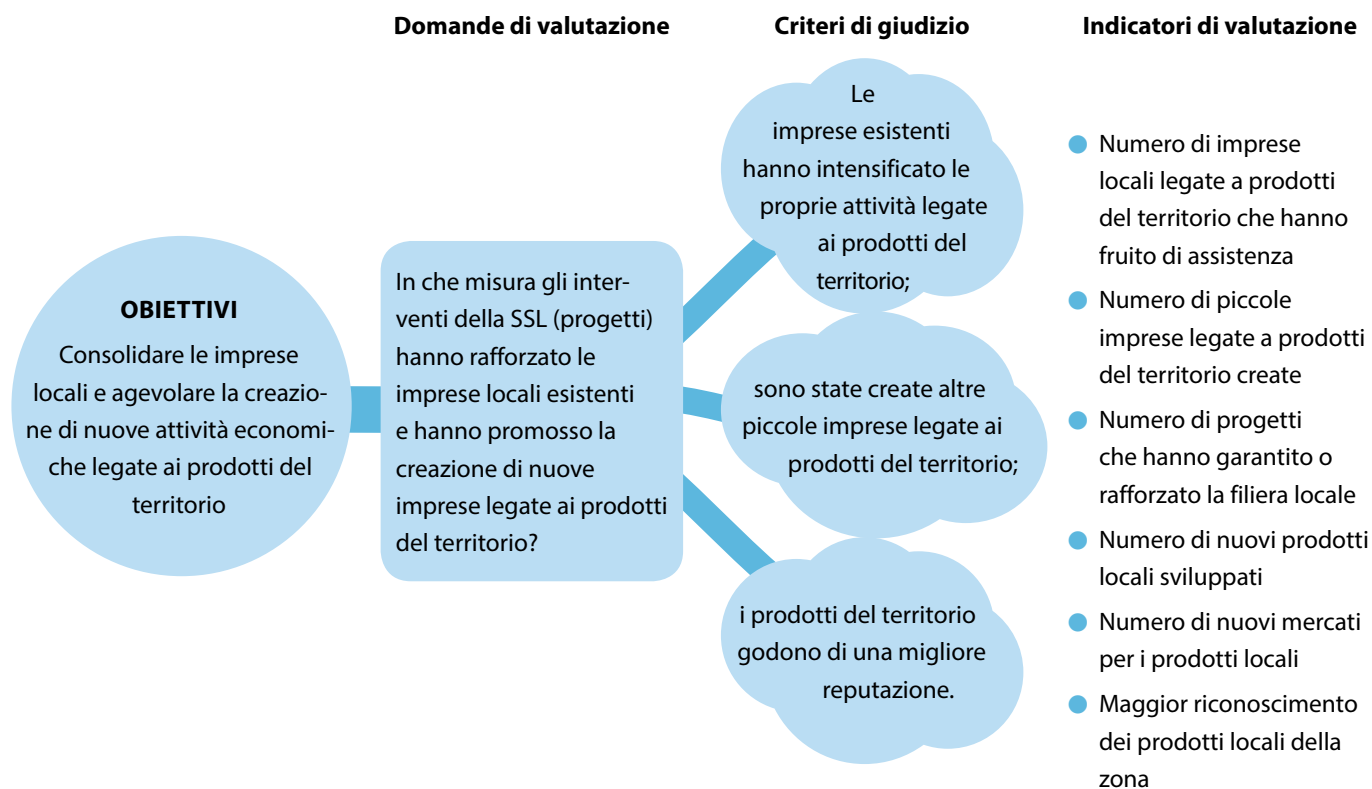 Domande di valutazione
Criteri di giudizio
Indicatori di valutazione
OBIETTIVI
Consolidare le imprese
locali e agevolare la creazio-
ne di nuove attività economi-
che legate ai prodotti del
territorio
In che misura gli inter-
venti della SSL (progetti)
hanno rafforzato le
imprese locali esistenti
e hanno promosso la
creazione di nuove
imprese legate ai prodotti
del territorio?
Le
imprese esistenti
hanno intensificato le
proprie attività legate
ai prodotti del
territorio;
sono state create altre
piccole imprese legate ai
prodotti del territorio;
i prodotti del territorio
godono di una migliore
reputazione.
Numero di imprese
locali legate a prodotti
del territorio che hanno
fruito di assistenza
Numero di piccole
imprese legate a prodotti
del territorio create
Numero di progetti
che hanno garantito o
rafforzato la filiera locale
Numero di nuovi prodotti
locali sviluppati
Numero di nuovi mercati
per i prodotti locali
Maggior riconoscimento
dei prodotti locali della
zona